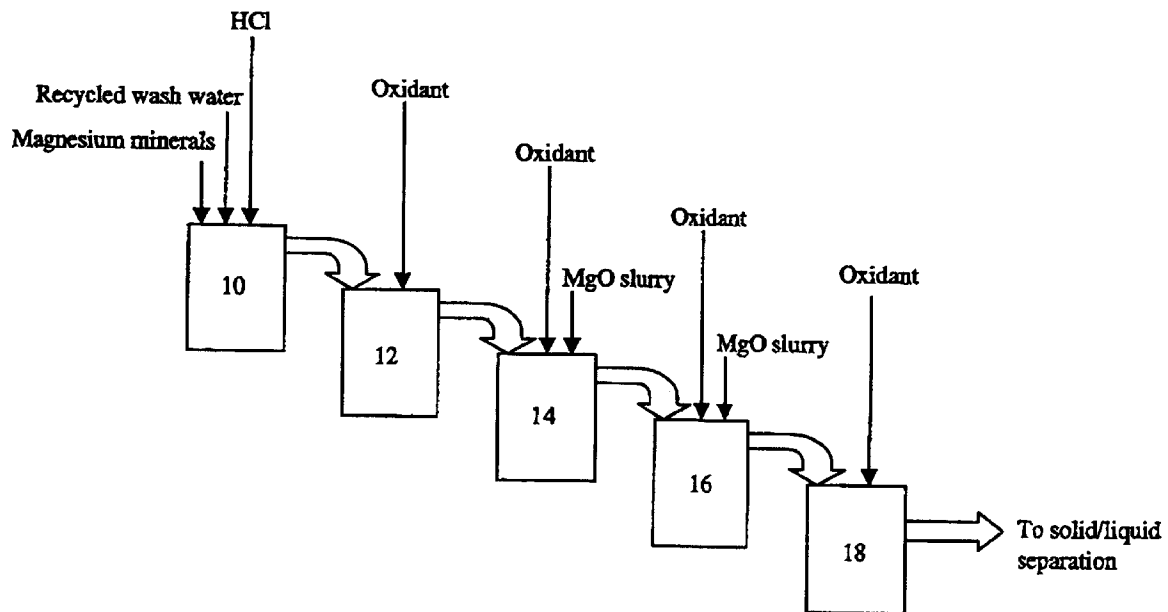 HCl
Recycled wash water
Magnesium minerals
Oxidant
Oxidant
Oxidant
Oxidant
MgO slurry
MgO slurry
10
12
14
16
18
To solid/liquid
separation